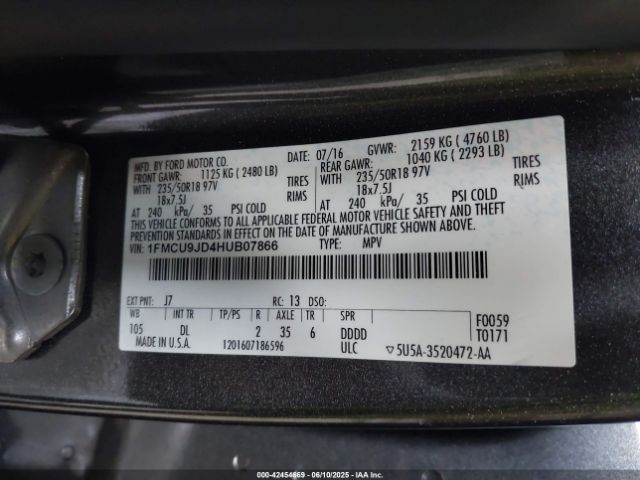 MFD. BY FORD MOTOR CO.
DATE: 07/16 GVWR: 2159 KG ( 4760 LB)
FRONT GAWR: 1125 KG ( 2480 LB) REAR GAWR: 1040 KG ( 2293 LB)
WITH 235/50R18 97V TIRES WITH 235/50R18 97V TIRES
18x7.5J RIMS 18x7.5J RIMS
AT 240 kPa/ 35 PSI COLD AT 240 kPa/ 35 PSI COLD
THIS VEHICLE CONFORMS TO ALL APPLICABLE FEDERAL MOTOR VEHICLE SAFETY AND THEFT
PREVENTION STANDARDS IN EFFECT ON THE DATE OF MANUFACTURE SHOWN ABOVE.
VIN: 1FMCU9JD4HUB07866 TYPE: MPV
EXT PNT: J7 RC: 13 DSO:
WB INT TR TP/PS R AXLE TR SPR F0059
105 DL 2 35 6 DDDD T0171
MADE IN U.S.A. 1201607186596 ULC ▽5U5A-3520472-AA
00-42454669 06/10/2025 IAA Inc.